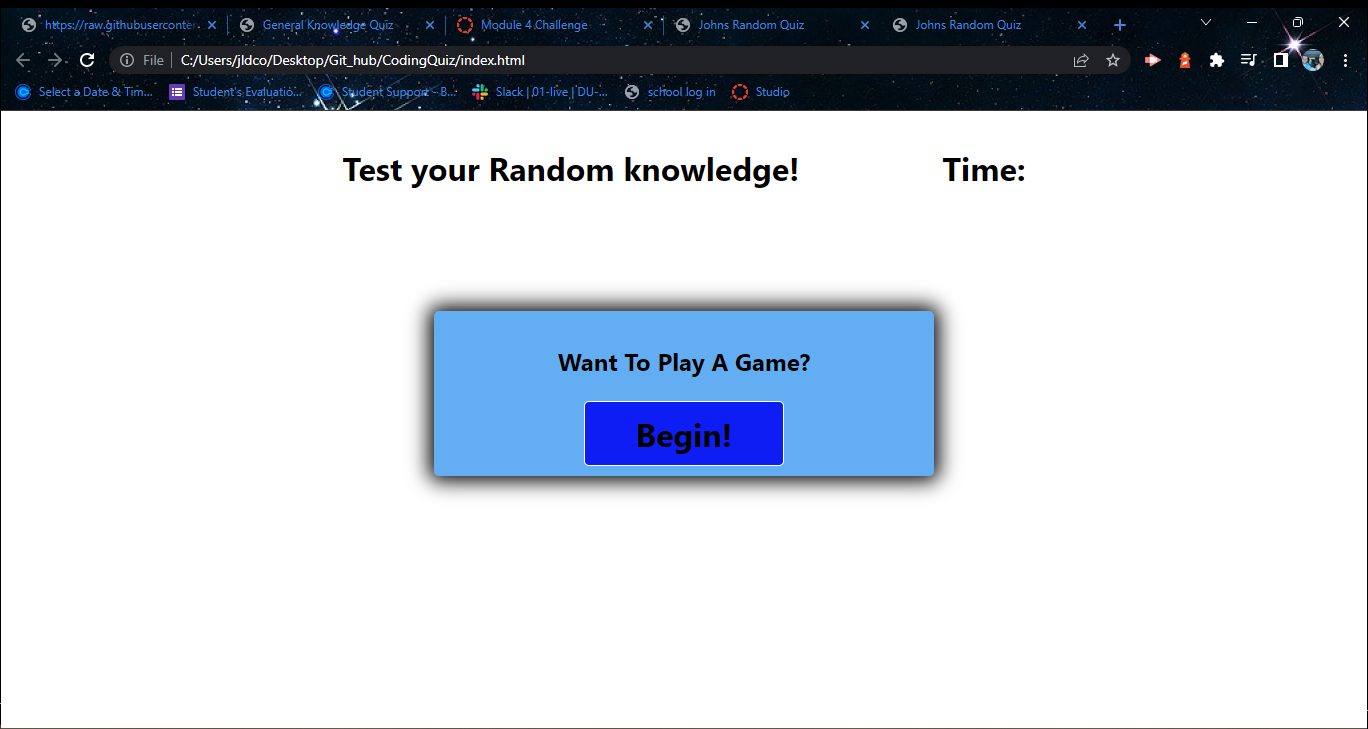 https://raw.githubuserconter
General Knowledge Quiz
Module 4 Challenge
Johns Random Quiz
Johns Random Quiz
File
C:/Users/jldco/Desktop/Git_hub/CodingQuiz/index.html
Select a Date & Tim...
Student's Evaluatio...
Student Support - B...
Slack | 01-live | DU-...
school log in
Studio
Test your Random knowledge!
Time:
Want To Play A Game?
Begin!